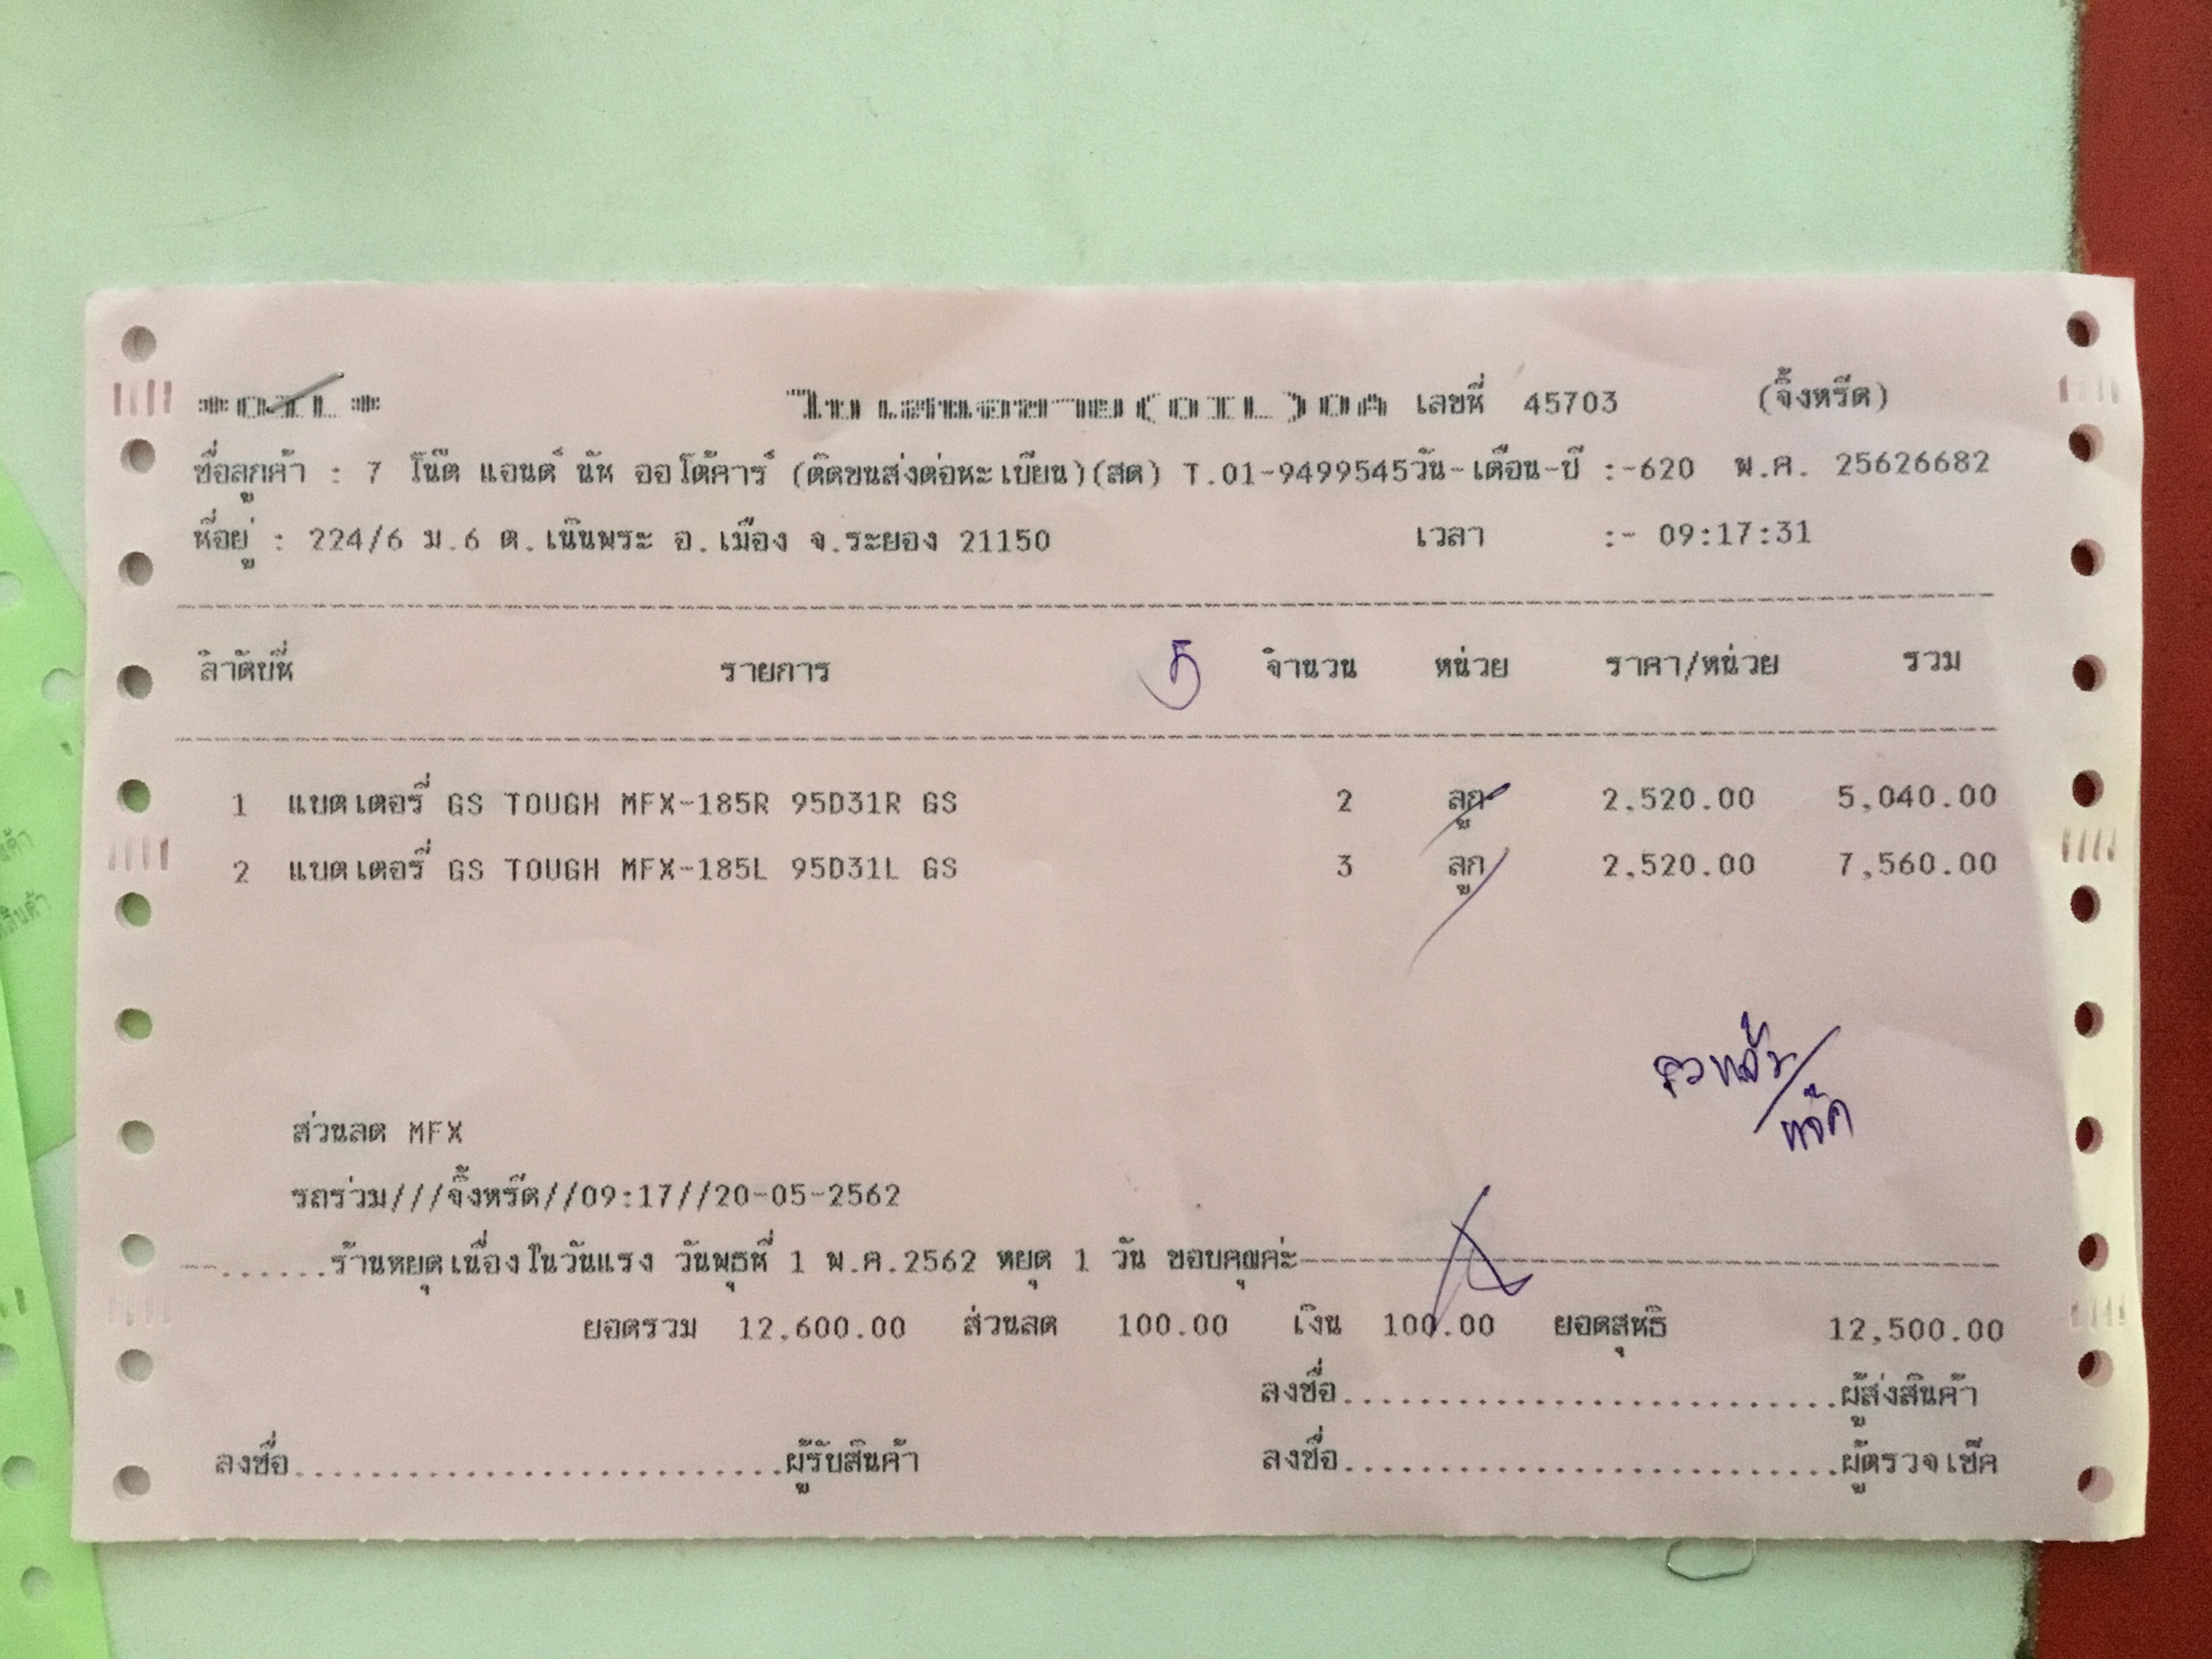 *OIL* ใบเสนอขาย(OIL)OA เลขที่ 45703 (จิ้งหรีด)
ชื่อลูกค้า : 7 โน๊ต แอนด์ นัท ออโต้คาร์ (ติดขนส่งต่อทะเบียน)(สด) T.01-9499545วัน-เดือน-ปี :-620 พ.ค. 25626682
ที่อยู่ : 224/6 ม.6 ต.เนินพระ อ.เมือง จ.ระยอง 21150 เวลา :- 09:17:31
ลำดับที่ รายการ 5 จำนวน หน่วย ราคา/หน่วย รวม
1 แบตเตอรี่ GS TOUGH MFX-185R 95D31R GS 2 ลูก 2,520.00 5,040.00
2 แบตเตอรี่ GS TOUGH MFX-185L 95D31L GS 3 ลูก 2,520.00 7,560.00
ส่วนลด MFX
รถร่วม///จิ้งหรีด//09:17//20-05-2562
--......ร้านหยุดเนื่องในวันแรง วันพุธที่ 1 พ.ค.2562 หยุด 1 วัน ขอบคุณค่ะ---
ยอดรวม 12,600.00 ส่วนลด 100.00 เงิน 100.00 ยอดสุทธิ 12,500.00
ลงชื่อ...........................ผู้ส่งสินค้า
ลงชื่อ...........................ผู้รับสินค้า ลงชื่อ...........................ผู้ตรวจเช็ค